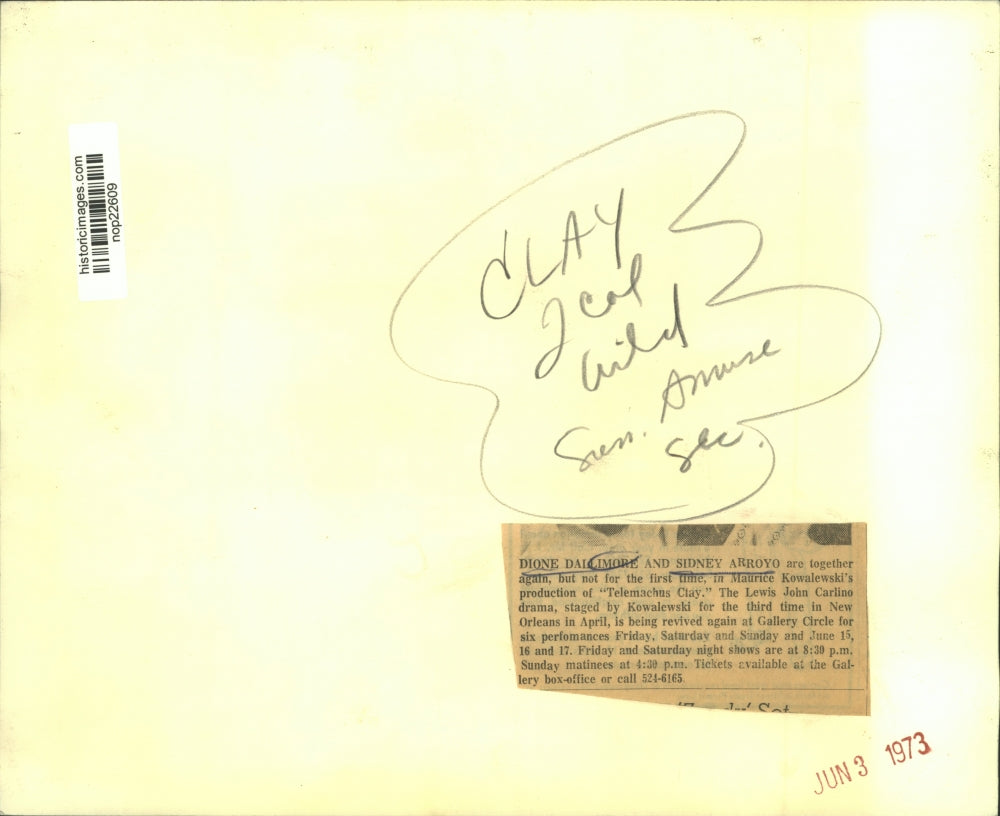 historicimages.com
nop22609
CLAY
2 col
wild
Sun. Amuse
Sec.
DIONE DALLIMORE AND SIDNEY ARROYO are together
again, but not for the first time, in Maurice Kowalewski's
production of "Telemachus Clay." The Lewis John Carlino
drama, staged by Kowalewski for the third time in New
Orleans in April, is being revived again at Gallery Circle for
six perfomances Friday, Saturday and Sunday and June 15,
16 and 17. Friday and Saturday night shows are at 8:30 p.m.
Sunday matinees at 4:30 p.m. Tickets available at the Gal-
lery box-office or call 524-6165.
Set
JUN 3 1973